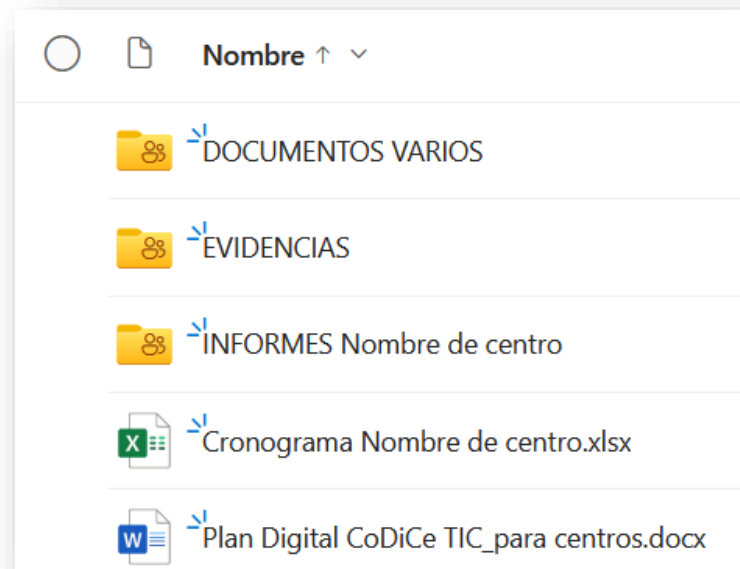 Nombre
DOCUMENTOS VARIOS
EVIDENCIAS
INFORMES Nombre de centro
Cronograma Nombre de centro.xlsx
Plan Digital CoDiCe TIC_para centros.docx